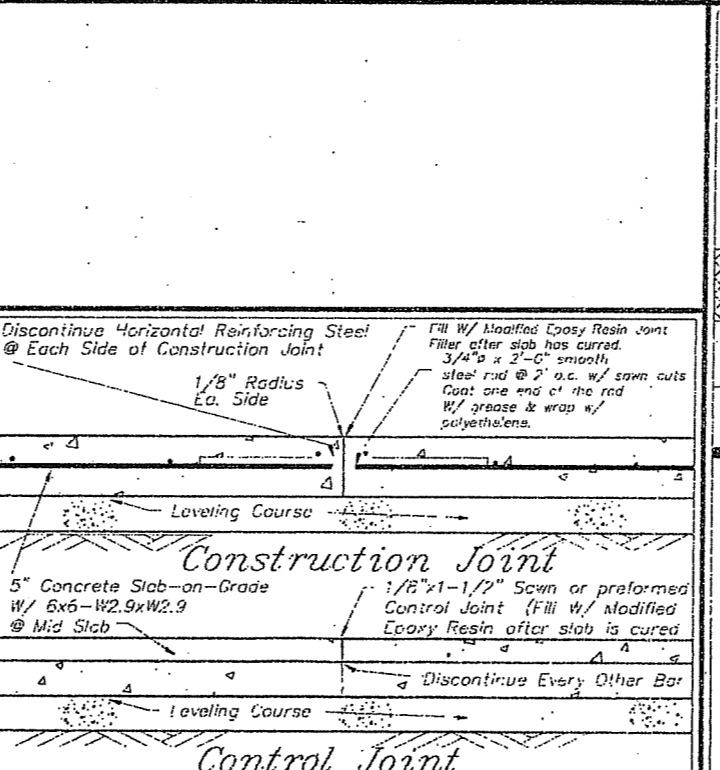 Discontinue Horizontal Reinforcing Steel
@ Each Side of Construction Joint
1/8" Radius
Ea. Side
Fill W/ Modified Epoxy Resin Joint
Filler after slab has curred.
3/4"ø x 2'-0" smooth
steel rod @ 2' o.c. w/ sawn cuts
Coat one end of the rod
W/ grease & wrap w/
polyethelene.
Leveling Course
Construction Joint
5" Concrete Slab-on-Grade
W/ 6x6-W2.9xW2.9
@ Mid Slab
1/8"x1-1/2" Sawn or preformed
Control Joint (Fill W/ Modified
Epoxy Resin after slab is cured
Discontinue Every Other Bar
Leveling Course
Control Joint